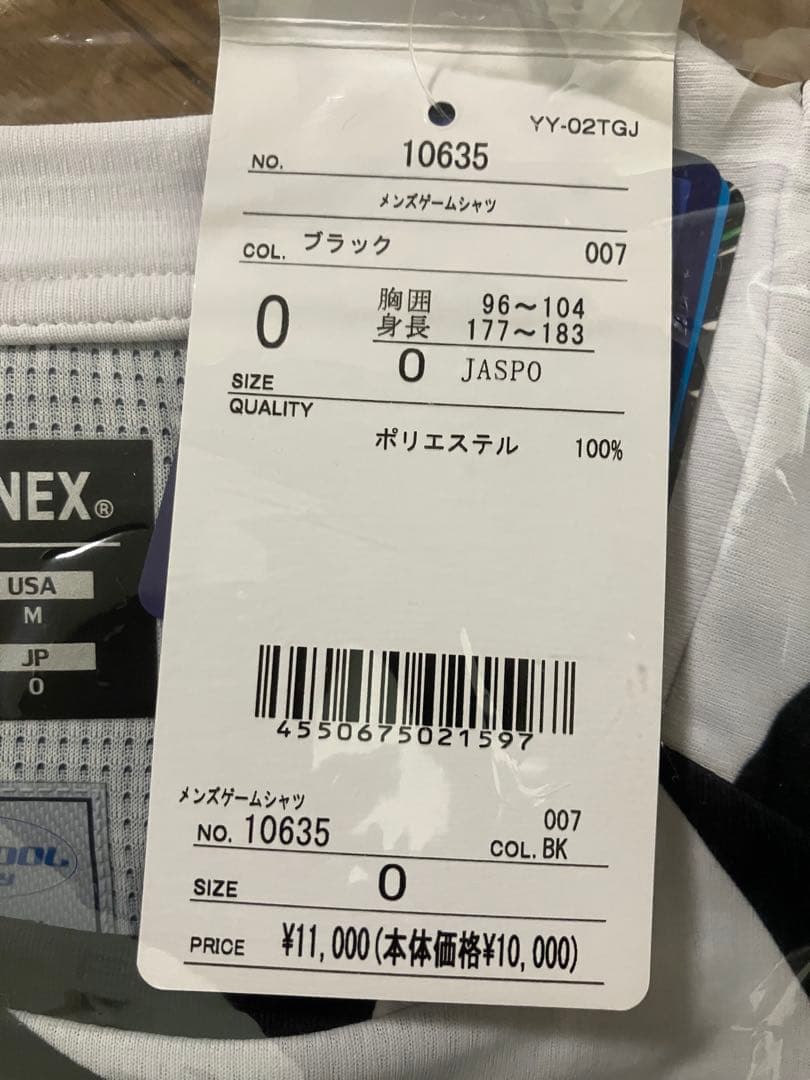 YY-02TGJ
NO. 10635
メンズゲームシャツ
COL. ブラック 007
0 胸囲 96～104
身長 177～183
SIZE 0 JASPO
QUALITY
ポリエステル 100%
4550675021597
メンズゲームシャツ
NO. 10635 007
COL. BK
SIZE 0
PRICE ¥11,000(本体価格¥10,000)
NEX®
USA
M
JP
0